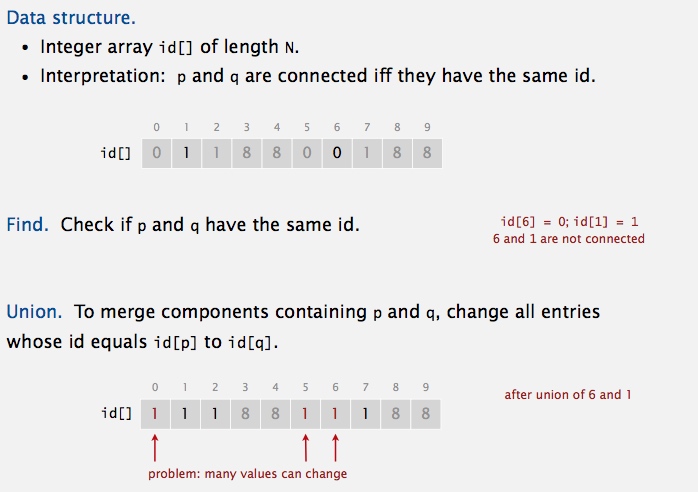 Data structure.
• Integer array id[] of length N.
• Interpretation: p and q are connected iff they have the same id.
0 1 2 3 4 5 6 7 8 9
id[] 0 1 1 8 8 0 0 1 8 8
Find. Check if p and q have the same id.
id[6] = 0; id[1] = 1
6 and 1 are not connected
Union. To merge components containing p and q, change all entries
whose id equals id[p] to id[q].
0 1 2 3 4 5 6 7 8 9
after union of 6 and 1
id[] 1 1 1 8 8 1 1 1 8 8
problem: many values can change